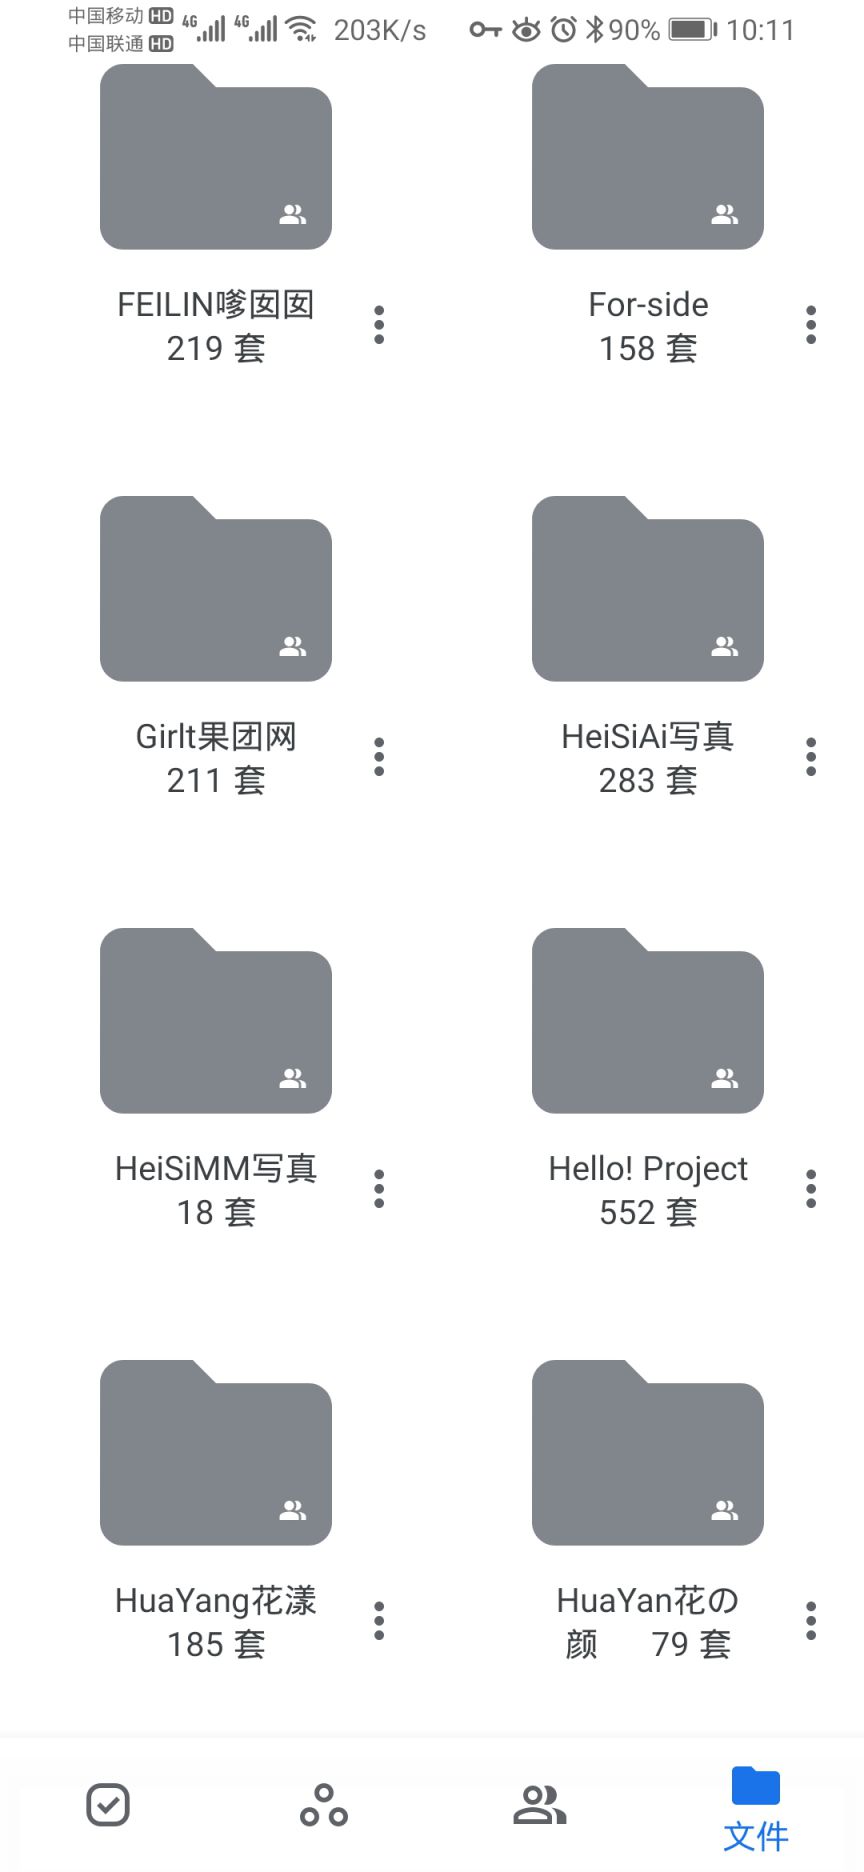 中国移动 HD 4G 4G 203K/s 90% 10:11
中国联通 HD
FEILIN嗲囡囡
219 套
For-side
158 套
Girlt果团网
211 套
HeiSiAi写真
283 套
HeiSiMM写真
18 套
Hello! Project
552 套
HuaYang花漾
185 套
HuaYan花の
颜 79 套
文件